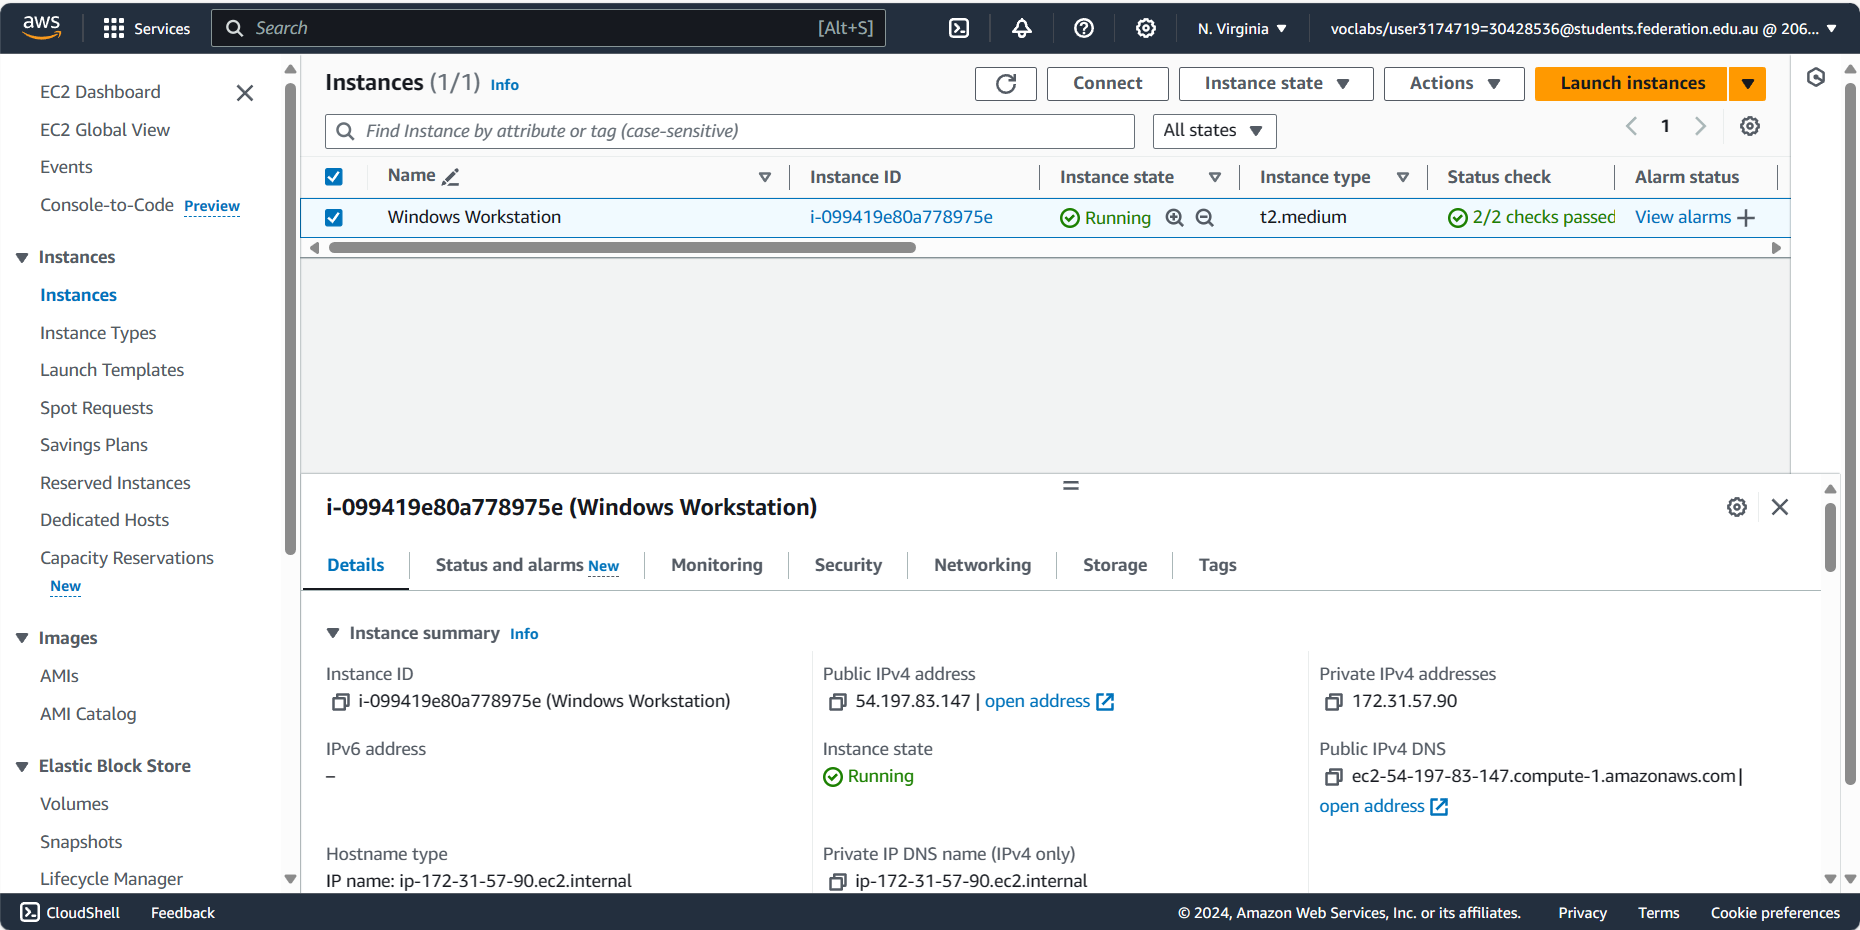 aws
Services
Search
[Alt+S]
N. Virginia
voclabs/user3174719=30428536@students.federation.edu.au @ 206...
EC2 Dashboard
EC2 Global View
Events
Console-to-Code Preview
Instances
Instances
Instance Types
Launch Templates
Spot Requests
Savings Plans
Reserved Instances
Dedicated Hosts
Capacity Reservations
New
Images
AMIs
AMI Catalog
Elastic Block Store
Volumes
Snapshots
Lifecycle Manager
Instances (1/1) Info
Connect
Instance state
Actions
Launch instances
Find Instance by attribute or tag (case-sensitive)
All states
1
Name
Instance ID
Instance state
Instance type
Status check
Alarm status
Windows Workstation
i-099419e80a778975e
Running
t2.medium
2/2 checks passed
View alarms
i-099419e80a778975e (Windows Workstation)
Details
Status and alarms New
Monitoring
Security
Networking
Storage
Tags
Instance summary Info
Instance ID
i-099419e80a778975e (Windows Workstation)
Public IPv4 address
54.197.83.147 | open address
Private IPv4 addresses
172.31.57.90
IPv6 address
–
Instance state
Running
Public IPv4 DNS
ec2-54-197-83-147.compute-1.amazonaws.com |
open address
Hostname type
IP name: ip-172-31-57-90.ec2.internal
Private IP DNS name (IPv4 only)
ip-172-31-57-90.ec2.internal
CloudShell
Feedback
© 2024, Amazon Web Services, Inc. or its affiliates.
Privacy
Terms
Cookie preferences